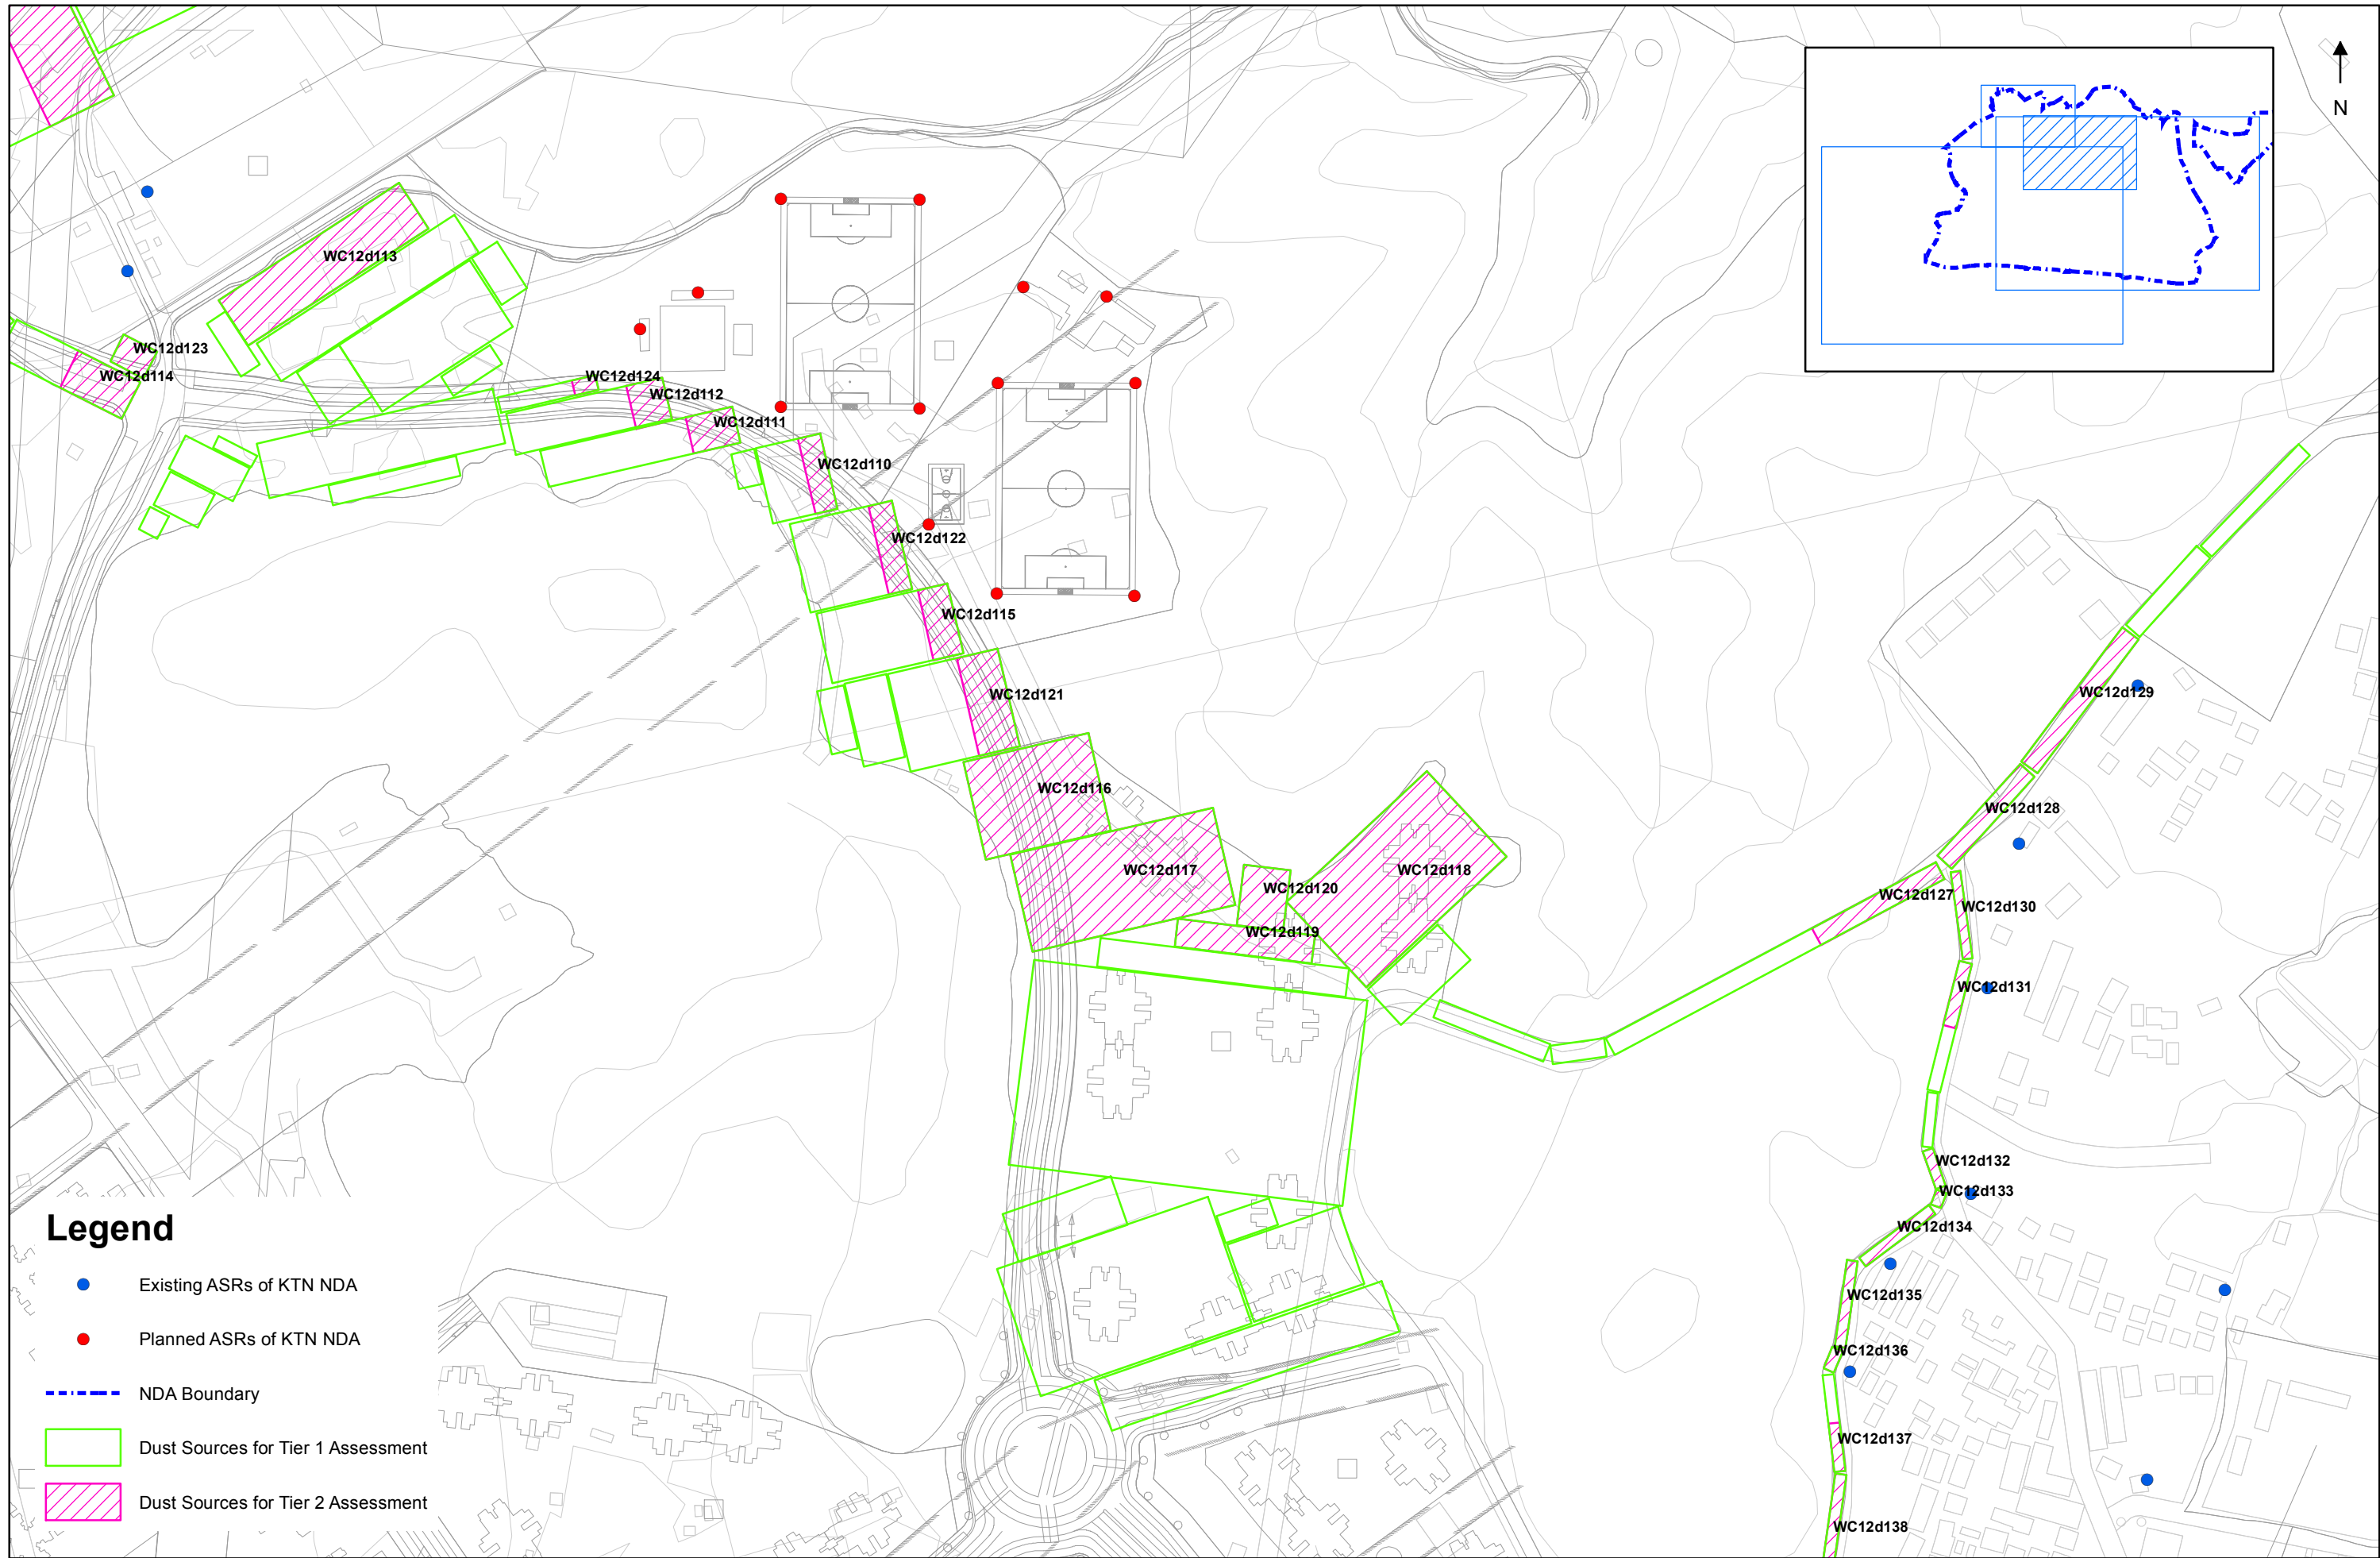 N
WC12d113
WC12d123
WC12d114
WC12d124
WC12d112
WC12d111
WC12d110
WC12d122
WC12d115
WC12d121
WC12d129
WC12d116
WC12d128
WC12d117
WC12d118
WC12d120
WC12d127
WC12d130
WC12d119
WC12d131
WC12d132
WC12d133
WC12d134
WC12d135
WC12d136
WC12d137
WC12d138
Legend
Existing ASRs of KTN NDA
Planned ASRs of KTN NDA
NDA Boundary
Dust Sources for Tier 1 Assessment
Dust Sources for Tier 2 Assessment